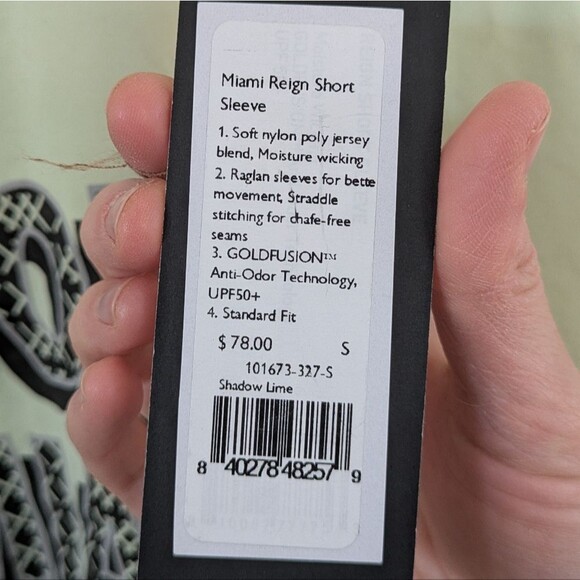 Miami Reign Short
Sleeve
1. Soft nylon poly jersey
blend, Moisture wicking
2. Raglan sleeves for bette
movement, Straddle
stitching for chafe-free
seams
3. GOLDFUSION™
Anti-Odor Technology,
UPF50+
4. Standard Fit
$ 78.00 S
101673-327-S
Shadow Lime
8 40278 48257 9